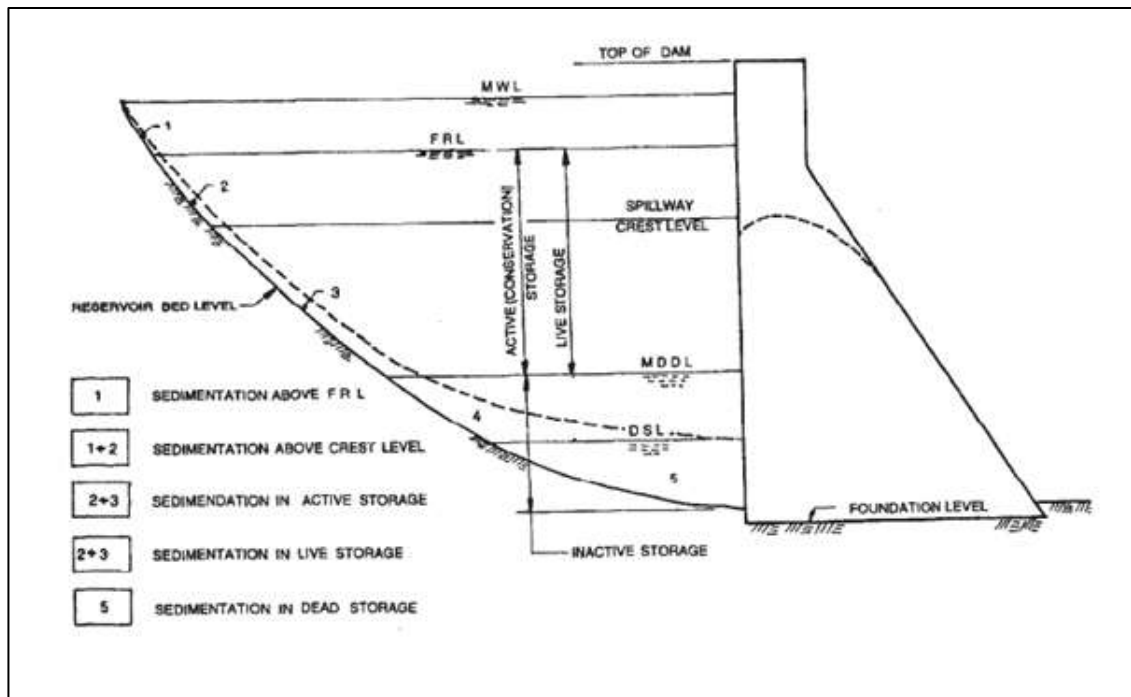 TOP OF DAM
MWL
1
FRL
2
SPILLWAY
CREST LEVEL
ACTIVE (CONSERVATION)
STORAGE
LIVE STORAGE
3
RESERVOIR BED LEVEL
MDDL
4
DSL
5
FOUNDATION LEVEL
INACTIVE STORAGE
1 SEDIMENTATION ABOVE F R L
1+2 SEDIMENTATION ABOVE CREST LEVEL
2+3 SEDIMENDATION IN ACTIVE STORAGE
2+3 SEDIMENTATION IN LIVE STORAGE
5 SEDIMENTATION IN DEAD STORAGE